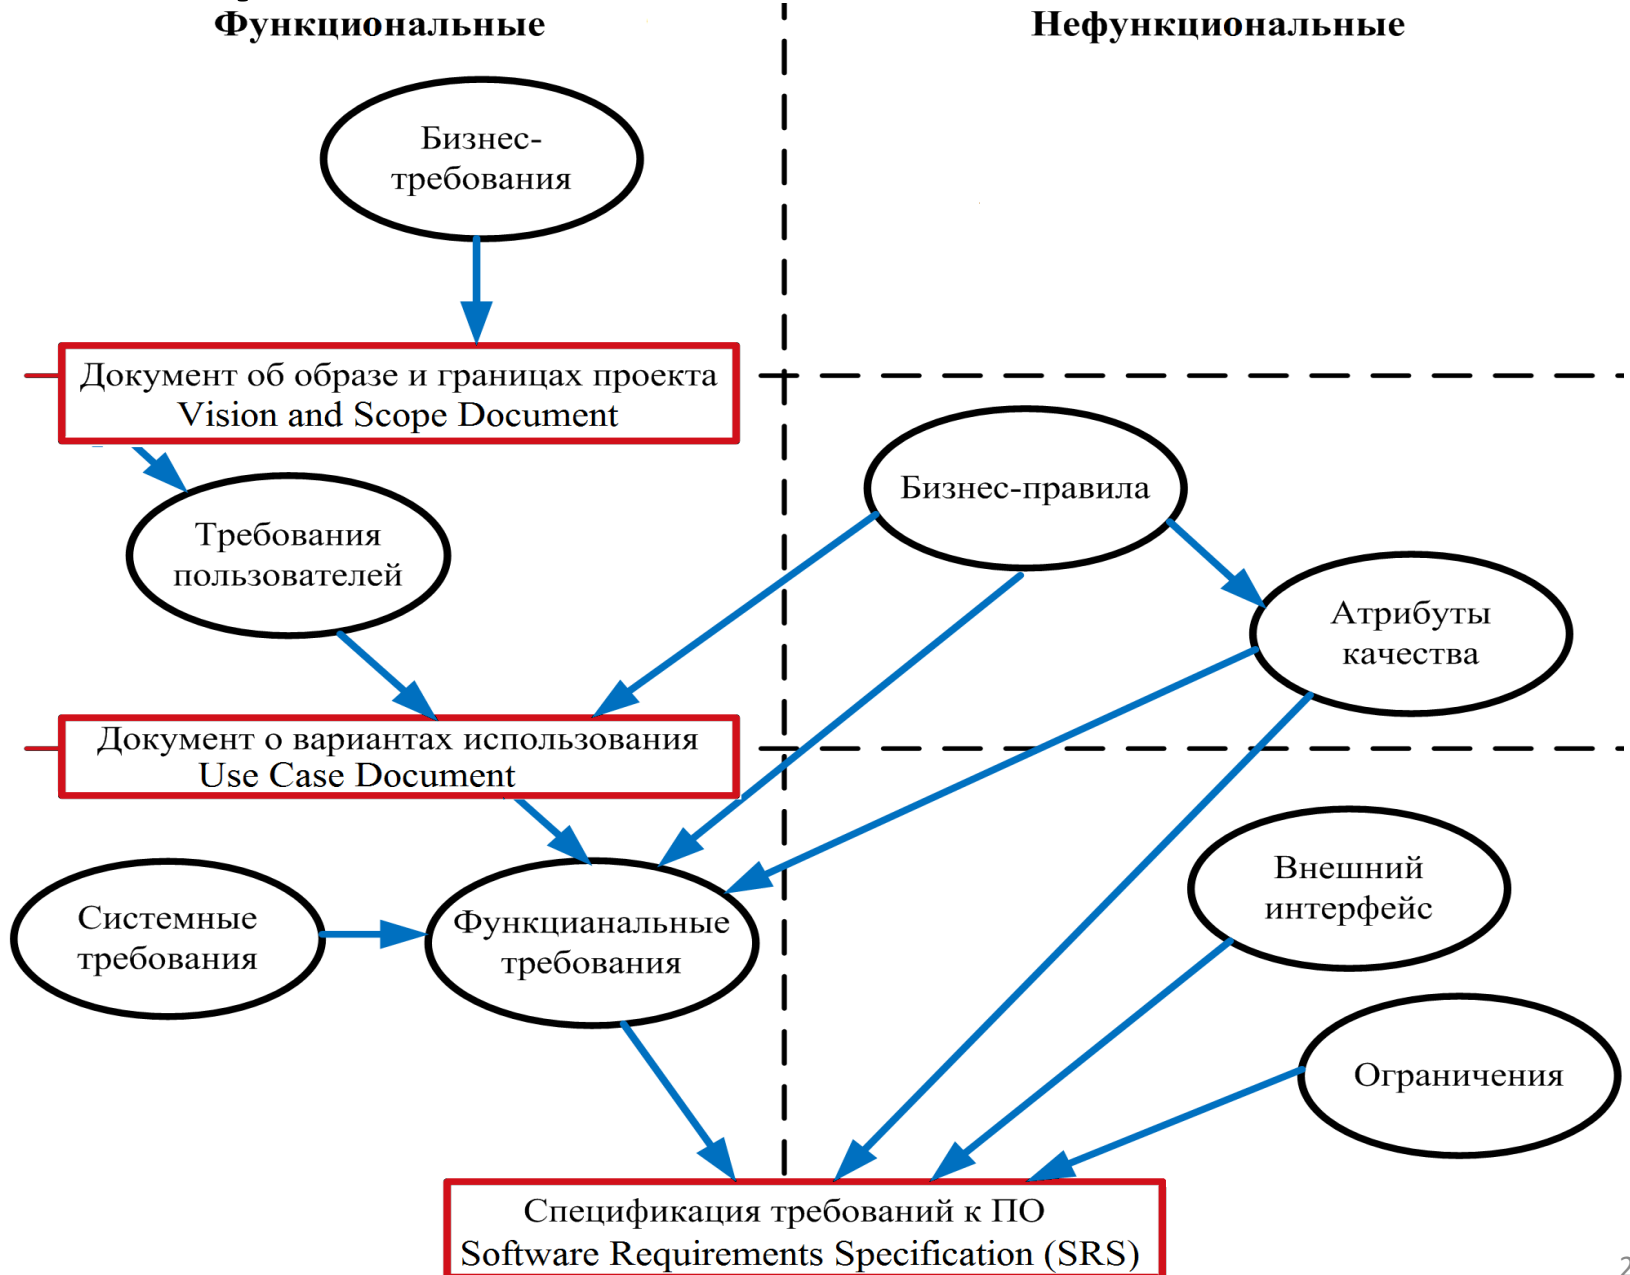 Функциональные
Нефункциональные
Бизнес-
требования
Документ об образе и границах проекта
Vision and Scope Document
Бизнес-правила
Требования
пользователей
Атрибуты
качества
Документ о вариантах использования
Use Case Document
Внешний
интерфейс
Системные
требования
Функцианальные
требования
Ограничения
Спецификация требований к ПО
Software Requirements Specification (SRS)
2